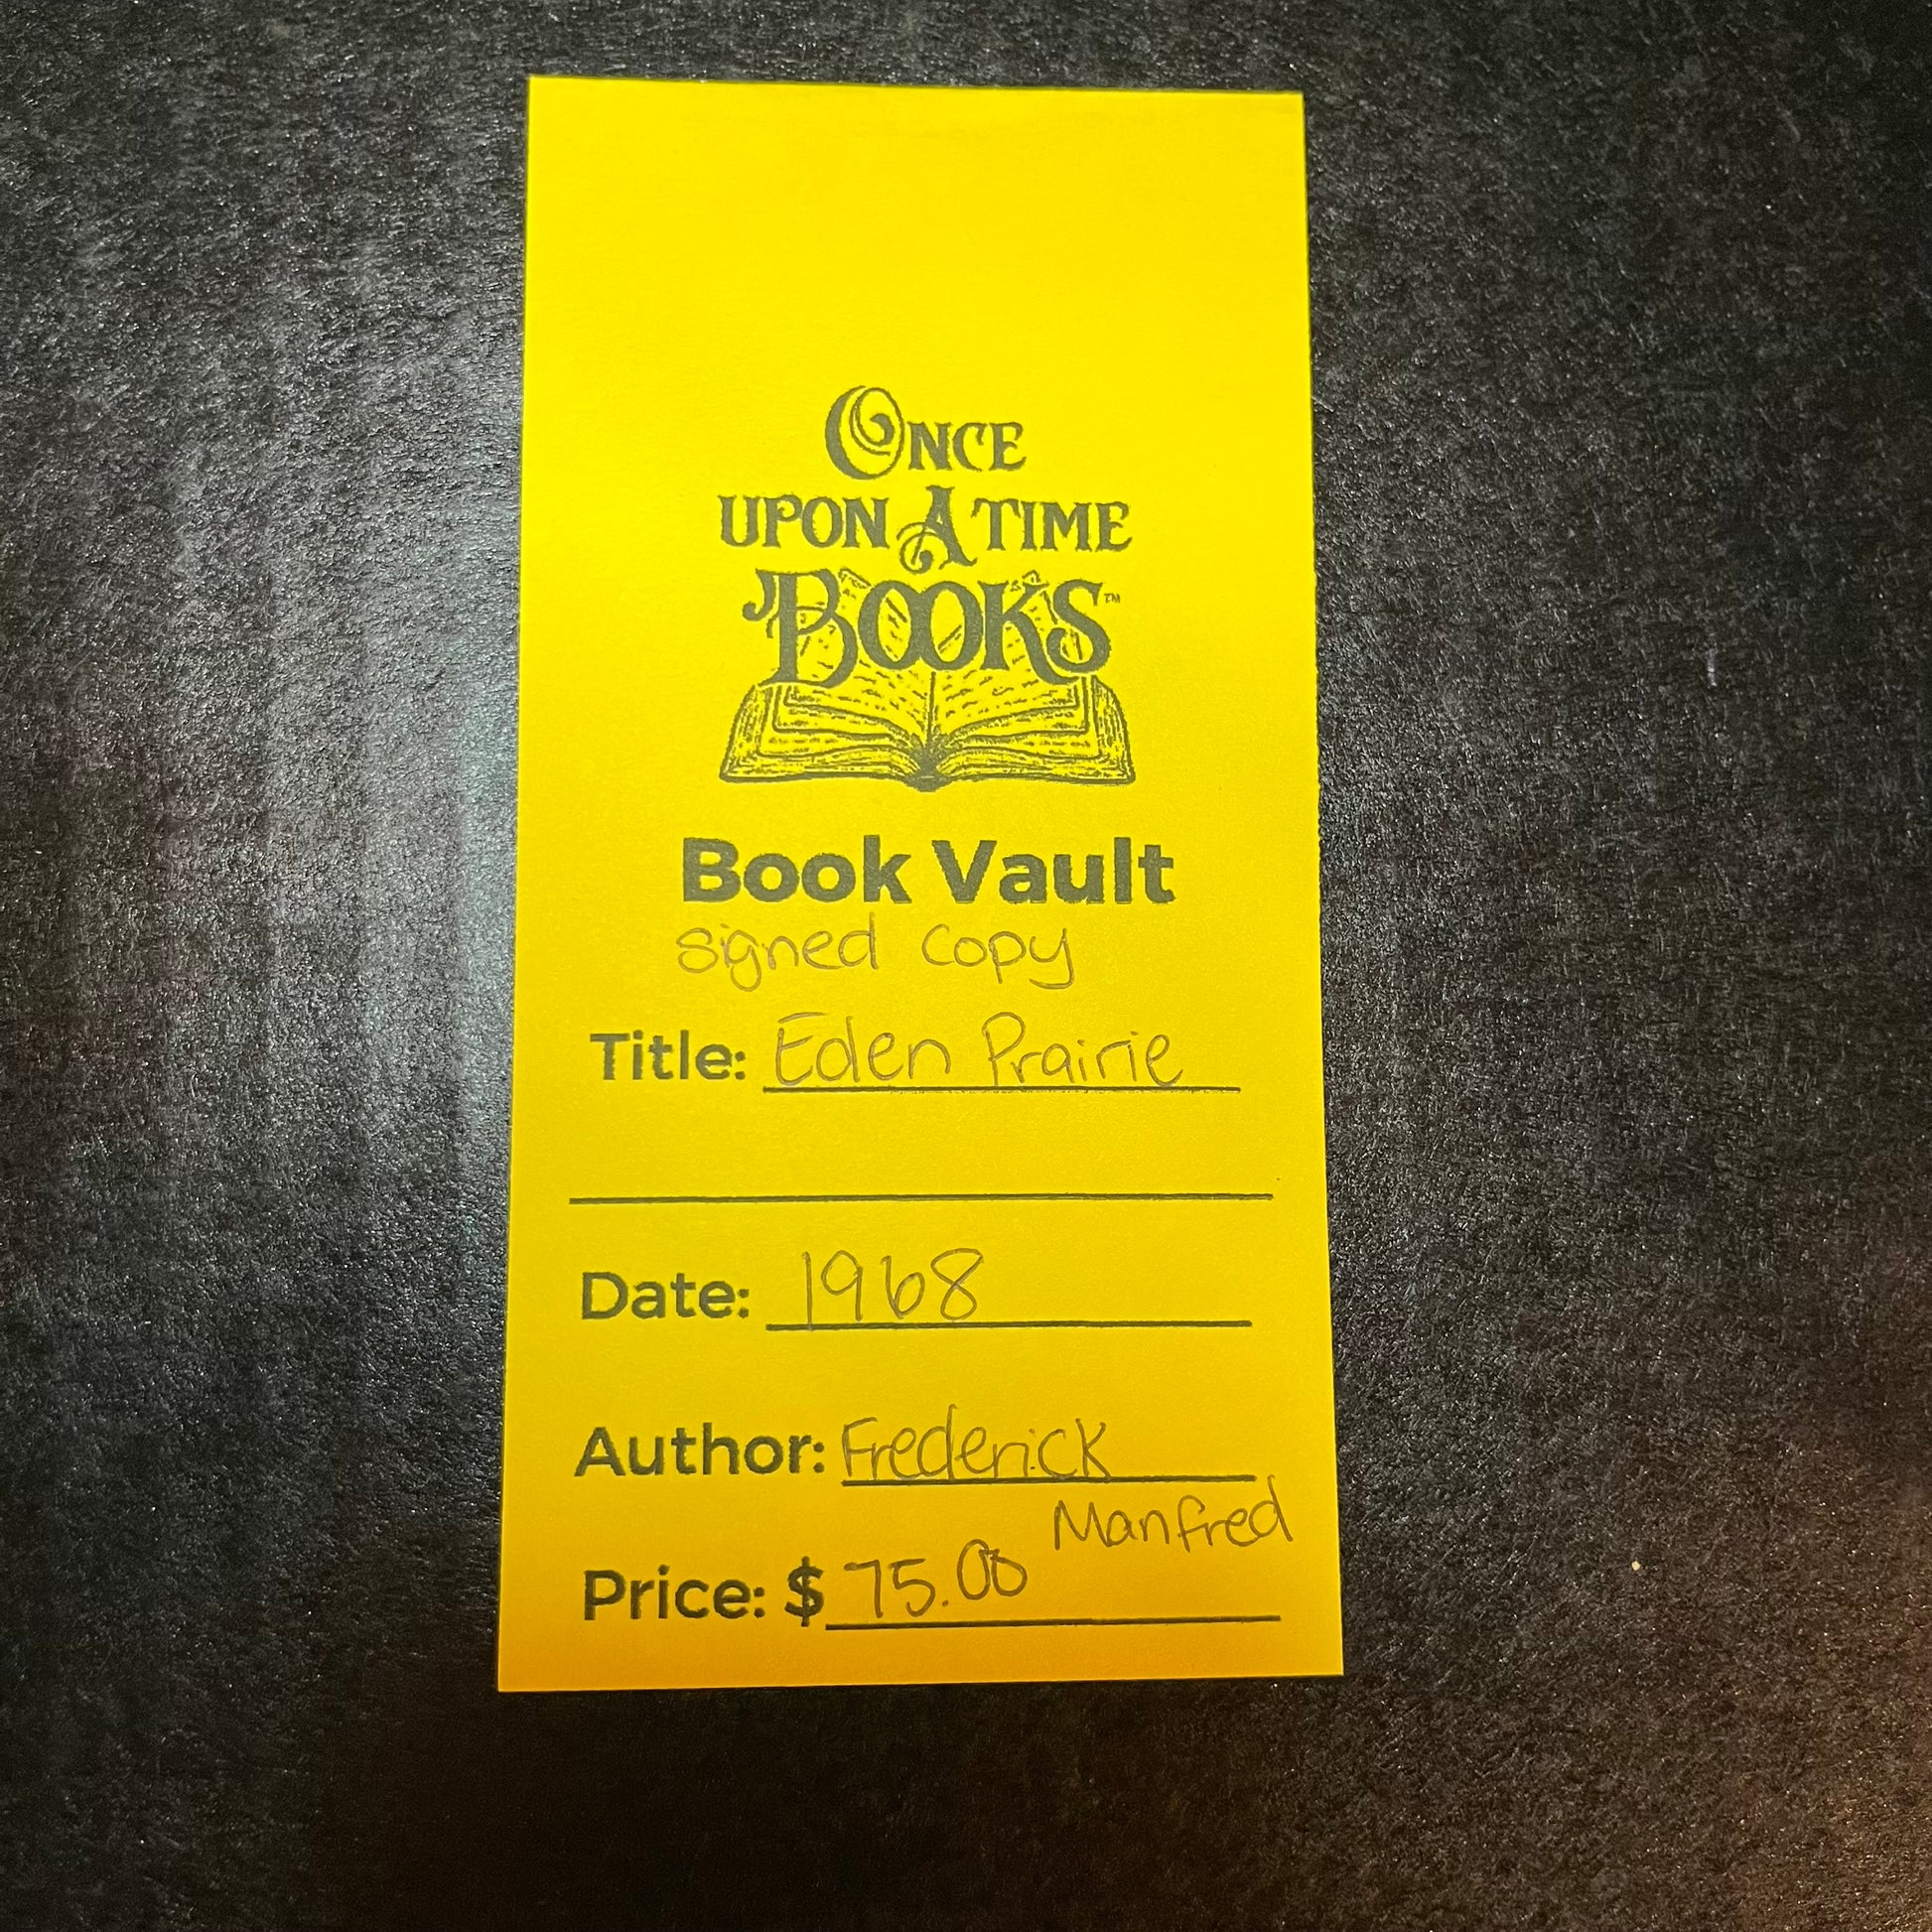 ONCE
UPON A TIME
BOOKS™
Book Vault
signed copy
Title: Eden Prairie
Date: 1968
Author: Frederick
Manfred
Price: $ 75.00